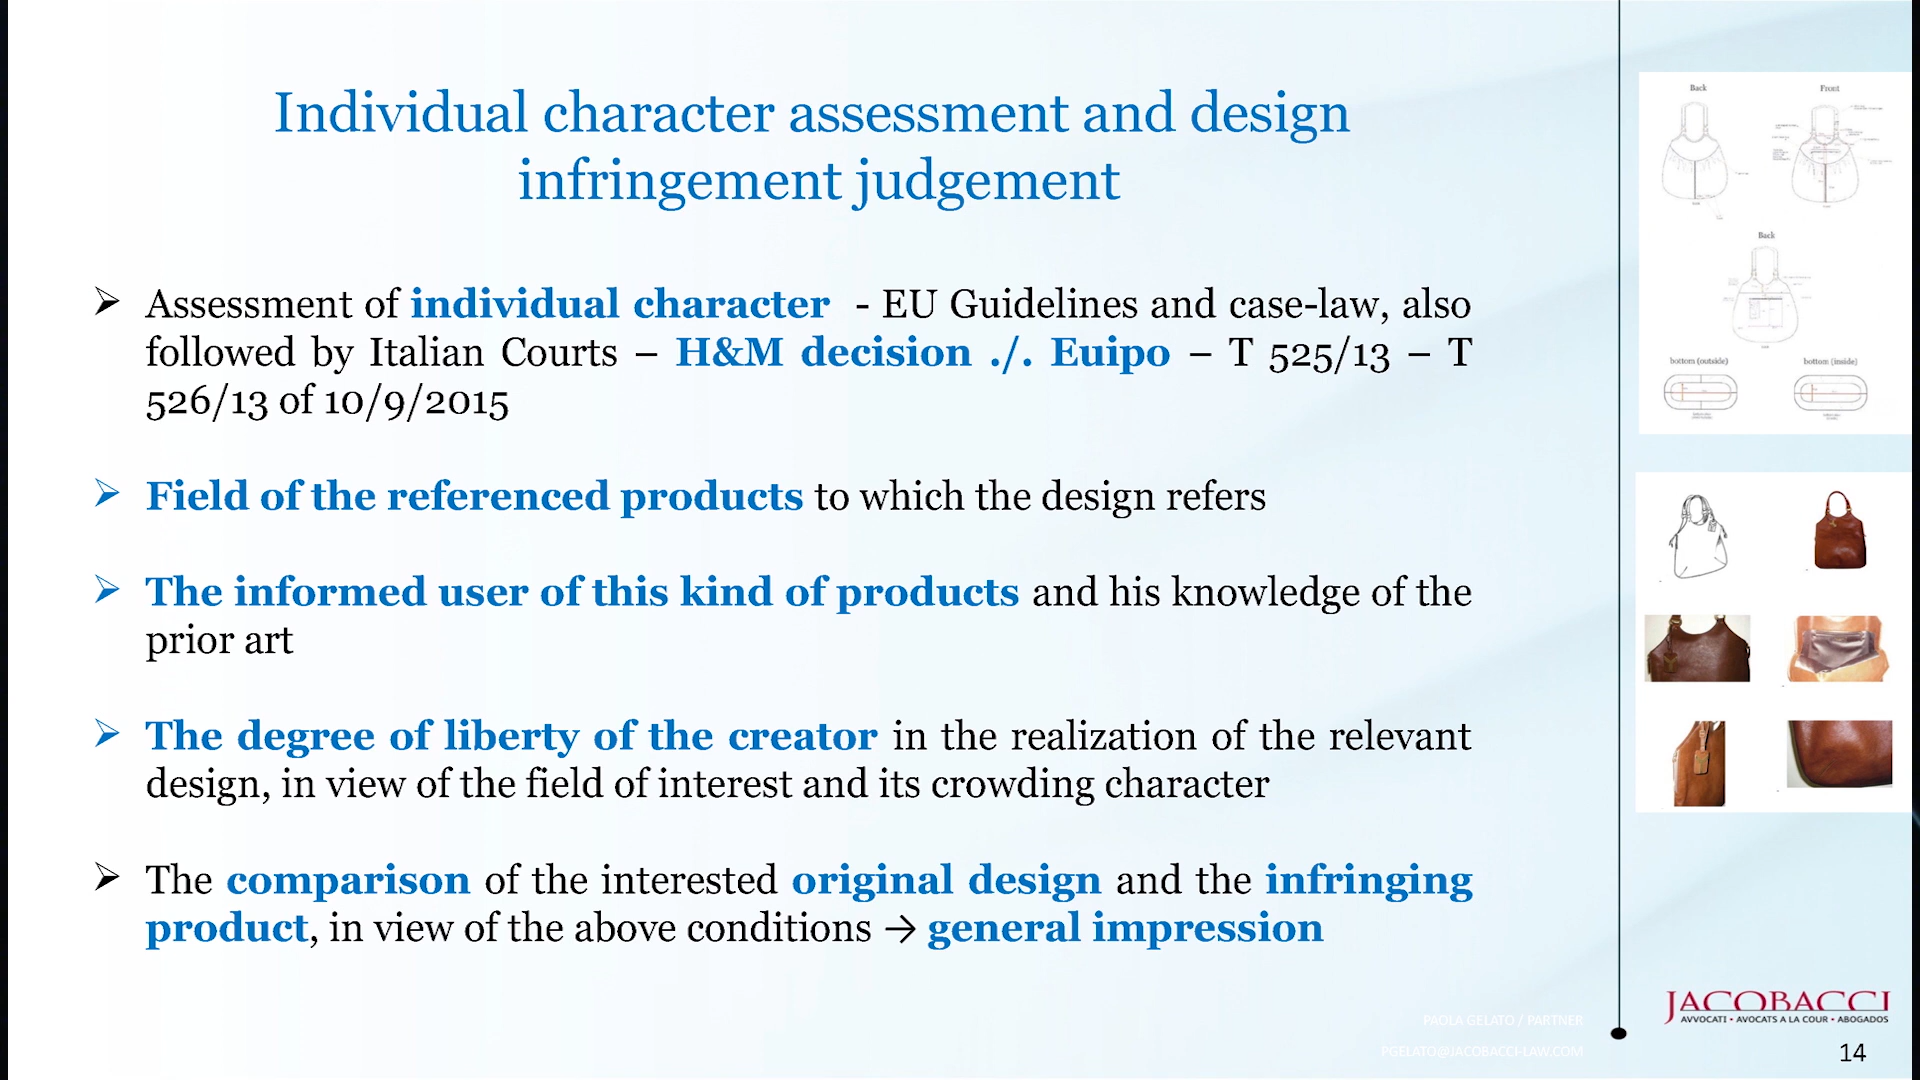 Individual character assessment and design
infringement judgement
Assessment of individual character - EU Guidelines and case-law, also
followed by Italian Courts – H&M decision ./. Euipo – T 525/13 – T
526/13 of 10/9/2015
Field of the referenced products to which the design refers
The informed user of this kind of products and his knowledge of the
prior art
The degree of liberty of the creator in the realization of the relevant
design, in view of the field of interest and its crowding character
The comparison of the interested original design and the infringing
product, in view of the above conditions → general impression
Back
Front
Back
bottom (outside)
bottom (inside)
PAOLA GELATO / PARTNER
PGELATO@JACOBACCI-LAW.COM
JACOBACCI
AVVOCATI • AVOCATS A LA COUR • ABOGADOS
14